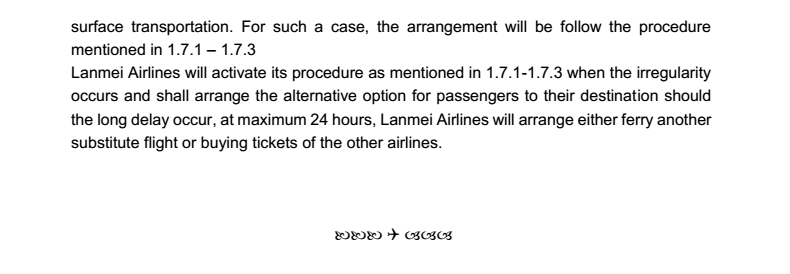 surface transportation. For such a case, the arrangement will be follow the procedure
mentioned in 1.7.1 – 1.7.3
Lanmei Airlines will activate its procedure as mentioned in 1.7.1-1.7.3 when the irregularity
occurs and shall arrange the alternative option for passengers to their destination should
the long delay occur, at maximum 24 hours, Lanmei Airlines will arrange either ferry another
substitute flight or buying tickets of the other airlines.